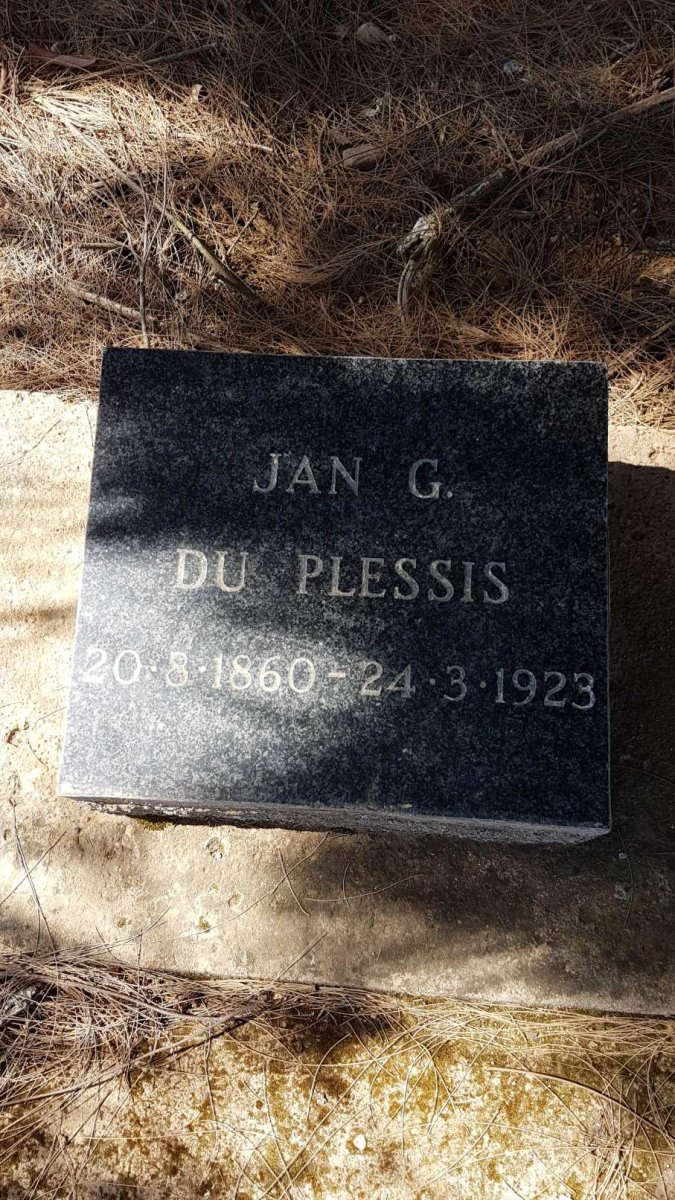 JAN G.
DU PLESSIS
20·8·1860-24·3·1923